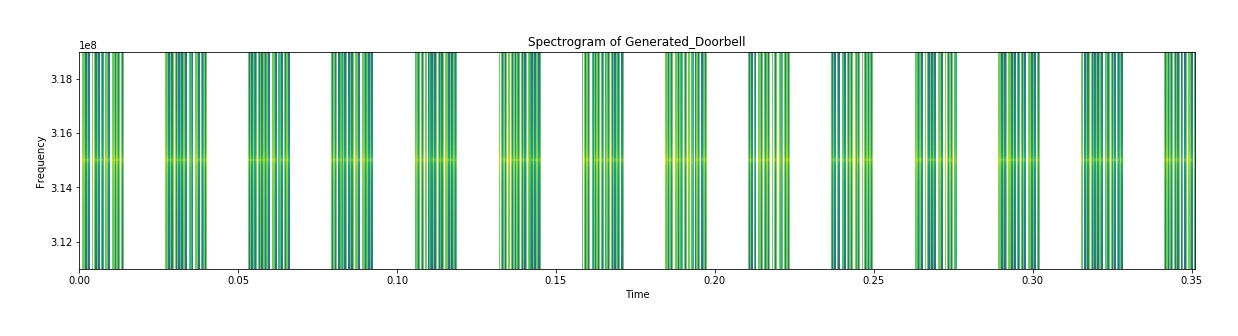 Spectrogram of Generated_Doorbell
1e8
3.18
3.16
3.14
3.12
Frequency
0.00 0.05 0.10 0.15 0.20 0.25 0.30 0.35
Time